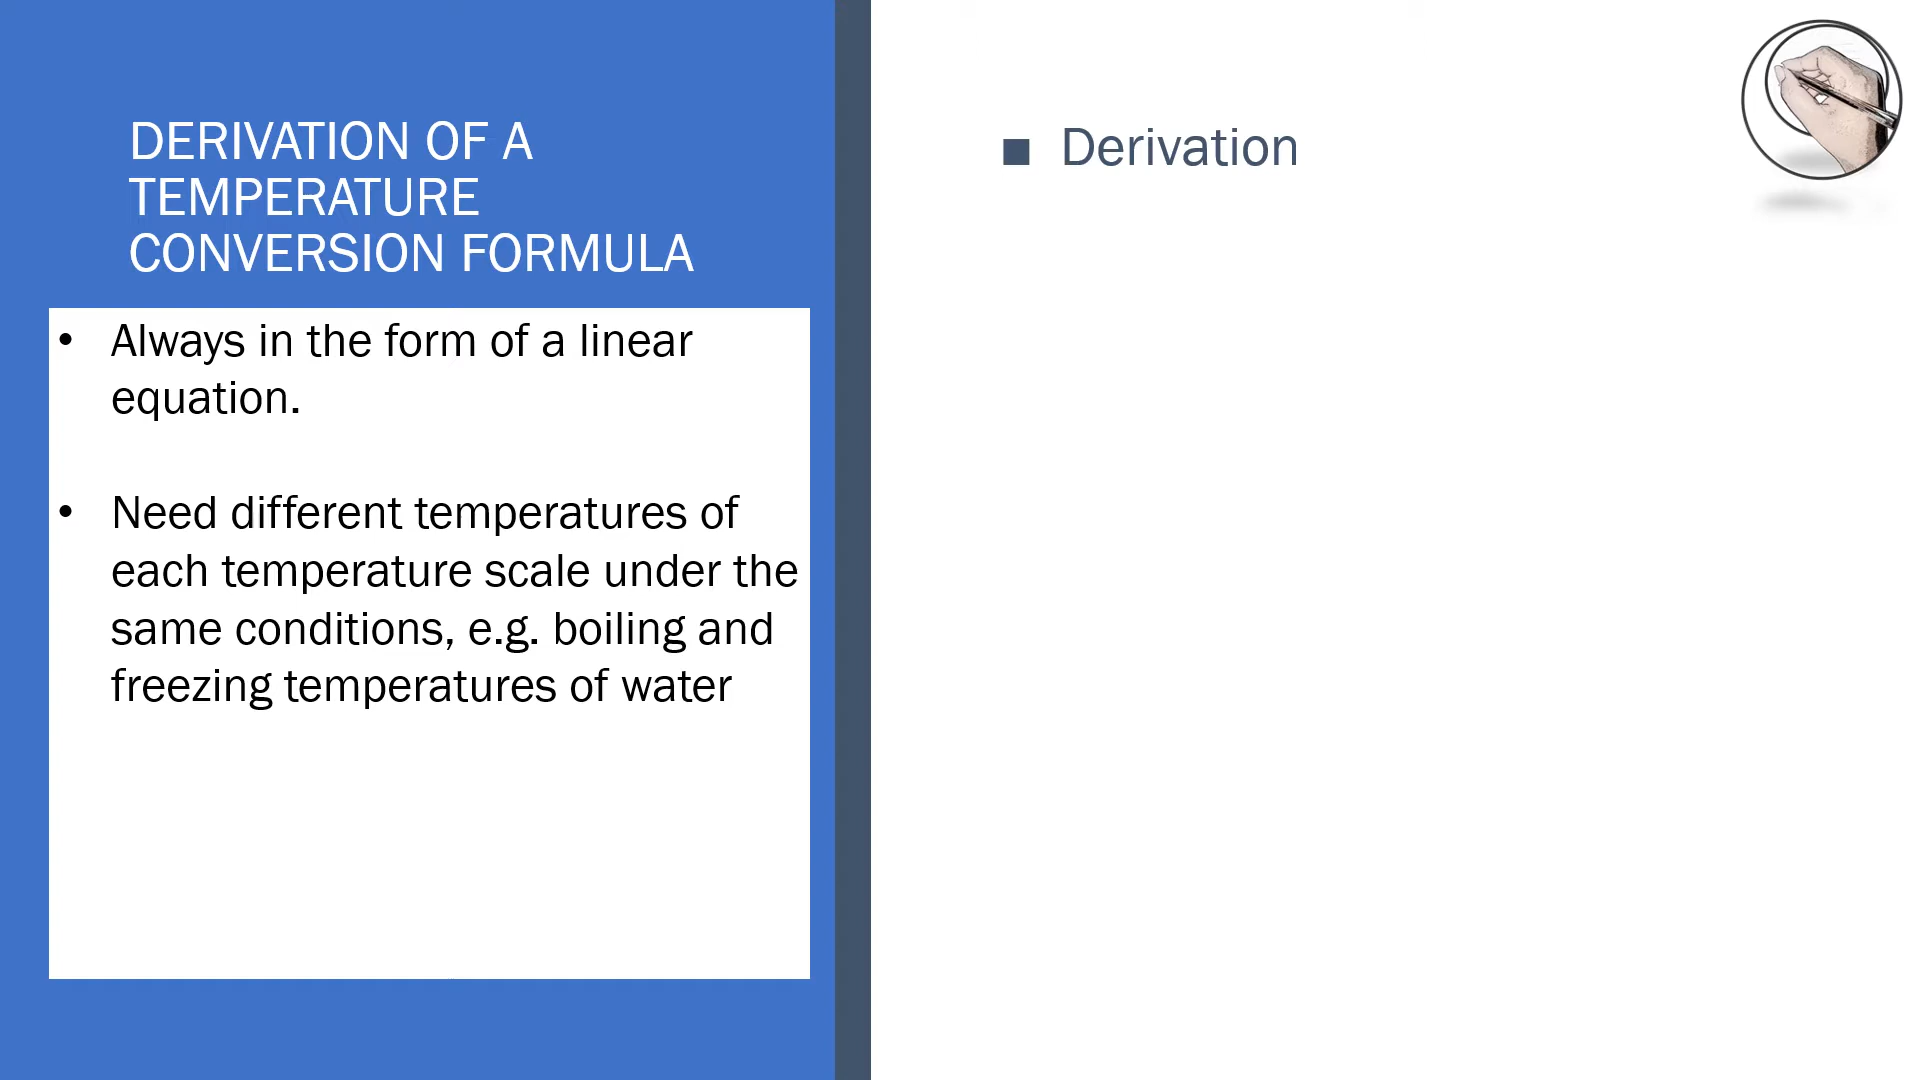 DERIVATION OF A
TEMPERATURE
CONVERSION FORMULA
• Always in the form of a linear
equation.
• Need different temperatures of
each temperature scale under the
same conditions, e.g. boiling and
freezing temperatures of water
■ Derivation